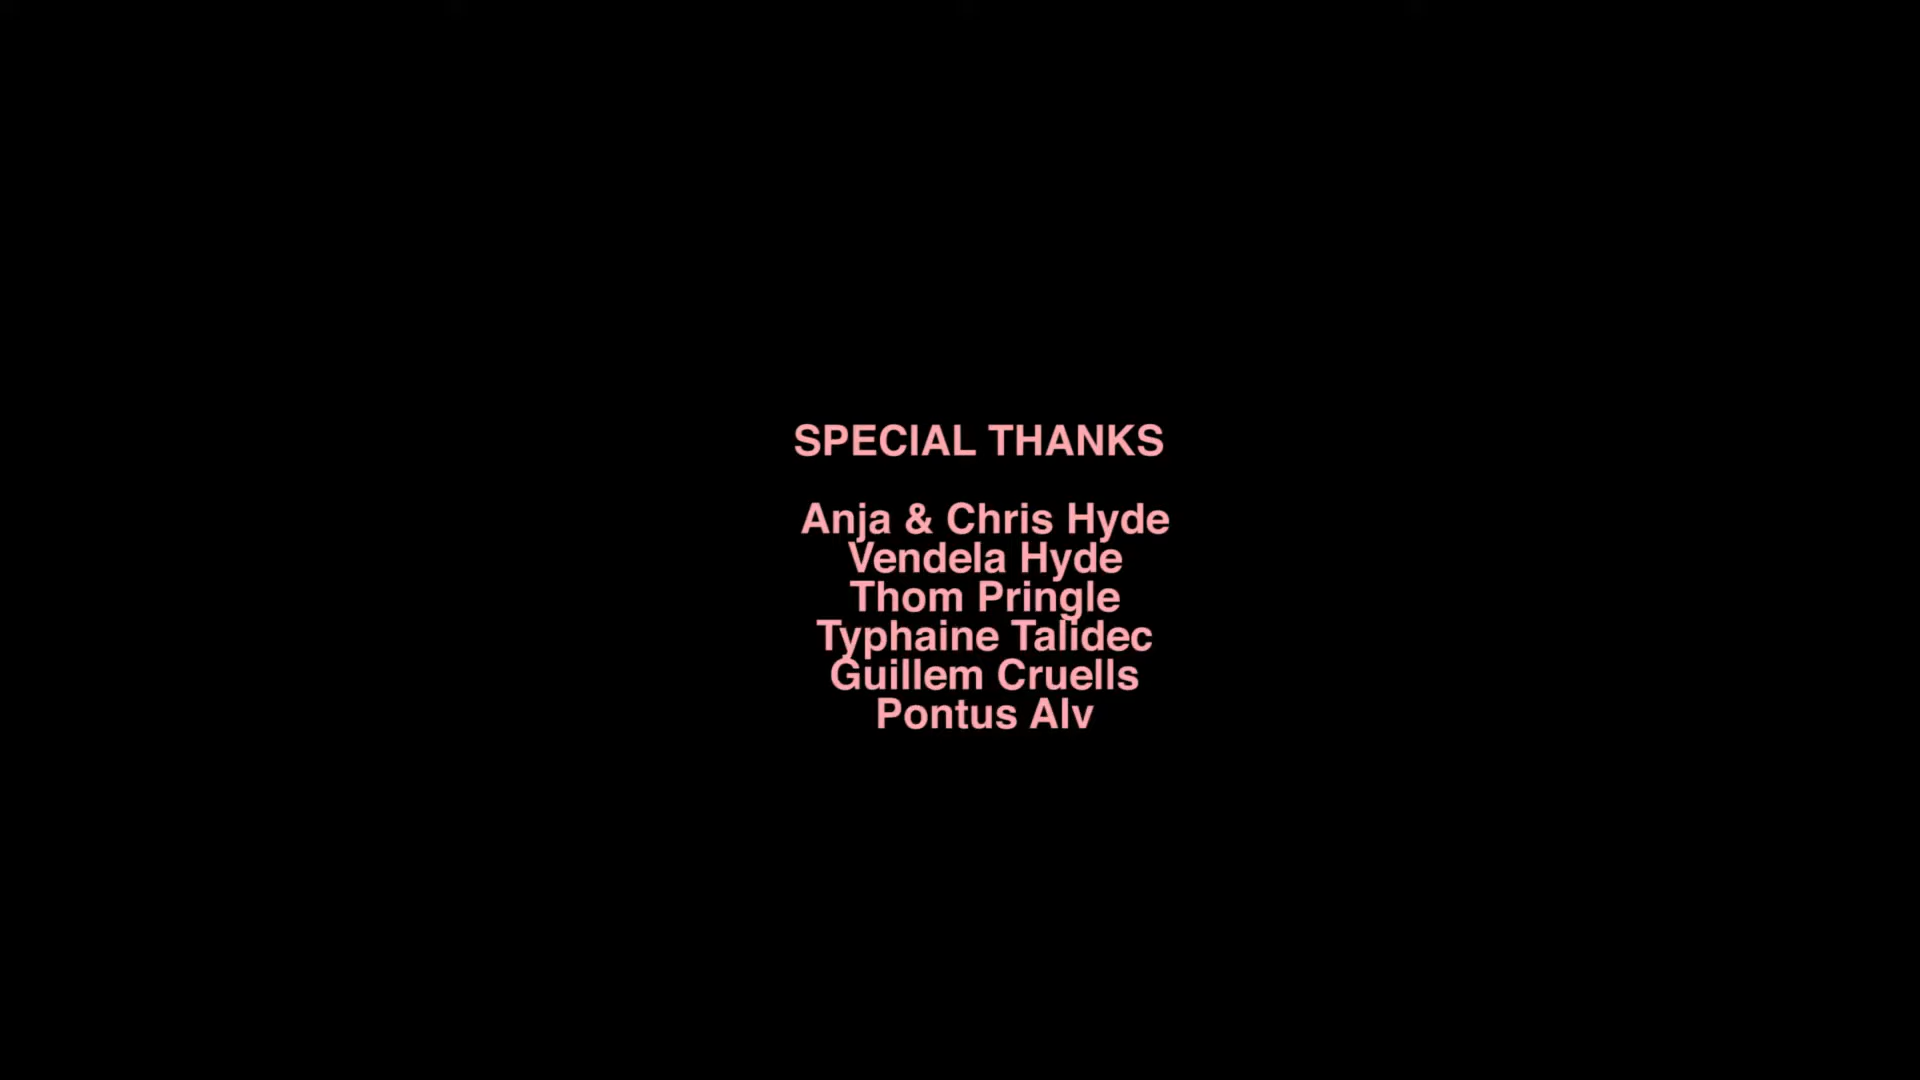 SPECIAL THANKS
Anja & Chris Hyde
Vendela Hyde
Thom Pringle
Typhaine Talidec
Guillem Cruells
Pontus Alv